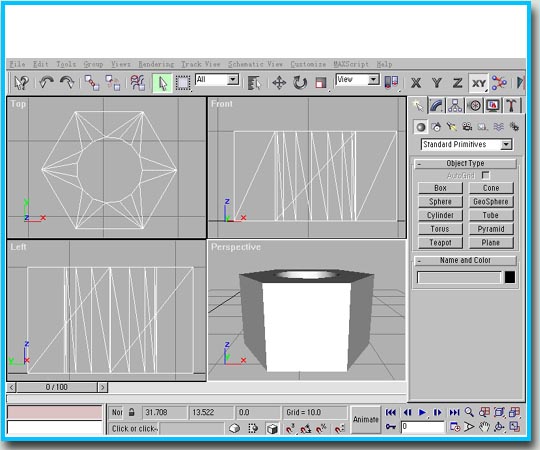 File Edit Tools Group Views Rendering Track View Schematic View Customize MAXScript Help
All View X Y Z XY
Top Front
Standard Primitives
- Object Type
AutoGrid
Box Cone
Sphere GeoSphere
Cylinder Tube
Torus Pyramid
Teapot Plane
Left Perspective
- Name and Color
z
y
z x
z
y x
z
y x
z
y x
< 0 / 100 >
Nor 31.708 13.522 0.0 Grid = 10.0 Animate
Click or click- 0